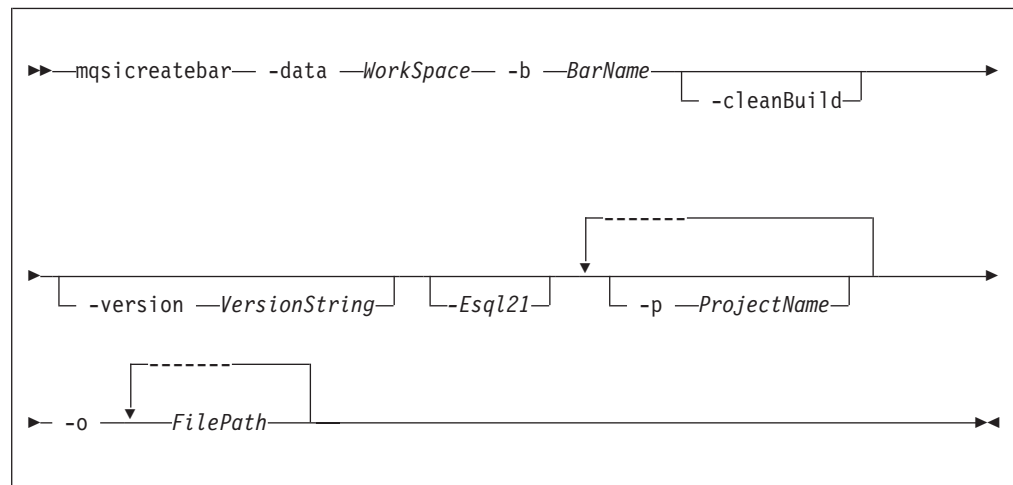 mqsicreatebar -data WorkSpace -b BarName
-cleanBuild
-version VersionString -Esql21 -p ProjectName
-o FilePath